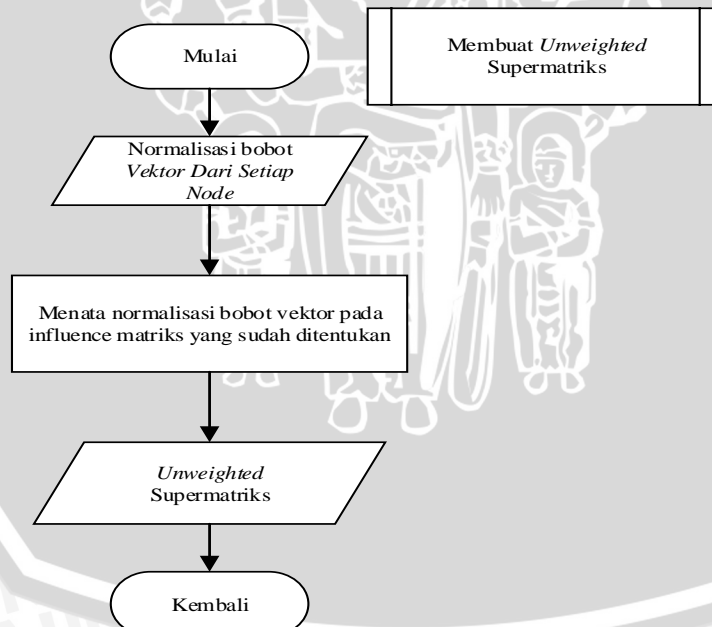 Mulai
Membuat Unweighted
Supermatriks
Normalisasi bobot
Vektor Dari Setiap
Node
Menata normalisasi bobot vektor pada
influence matriks yang sudah ditentukan
Unweighted
Supermatriks
Kembali